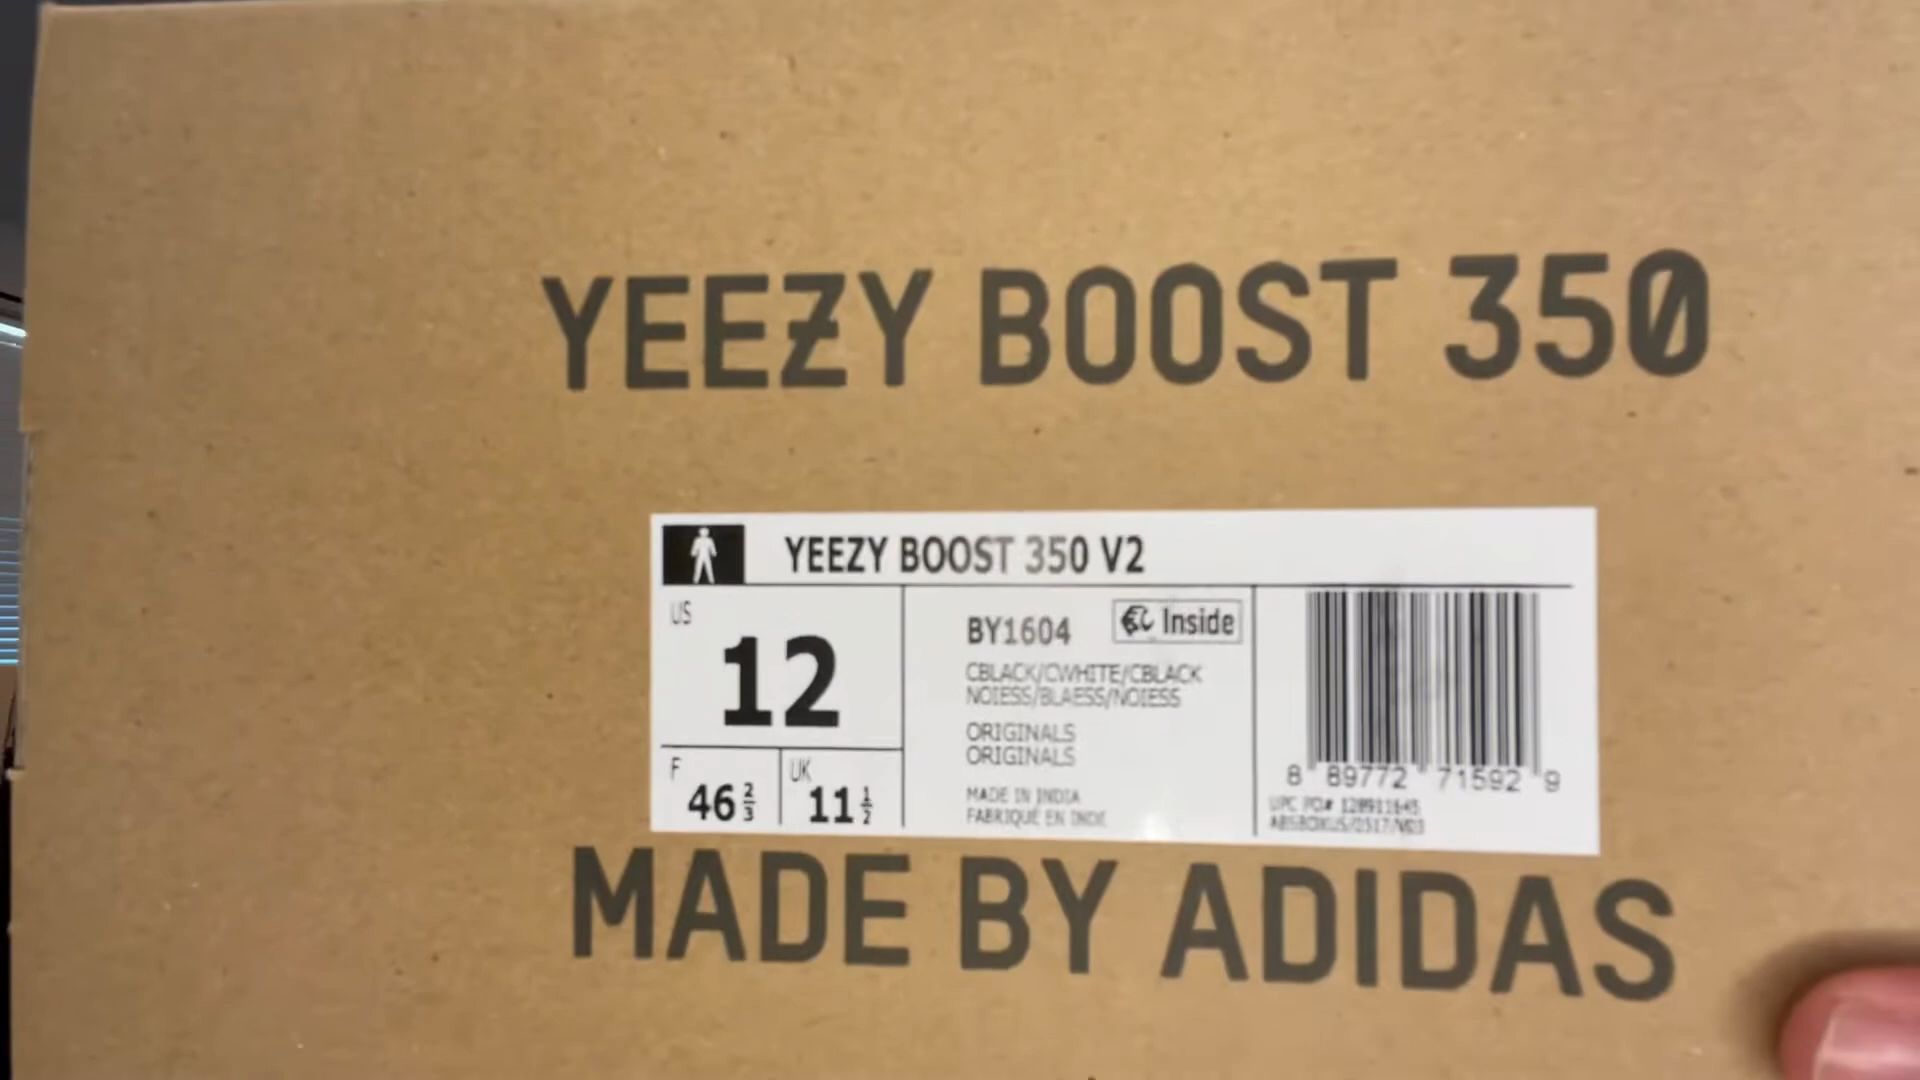 YEEZY BOOST 350
YEEZY BOOST 350 V2
US
12
F
46 2/3
UK
11 1/2
BY1604
Inside
CBLACK/CWHITE/CBLACK
NOIESS/BLAESS/NOIESS
ORIGINALS
ORIGINALS
MADE IN INDIA
FABRIQUÉ EN INDE
8 89772 71592 9
UPC PO#
MADE BY ADIDAS